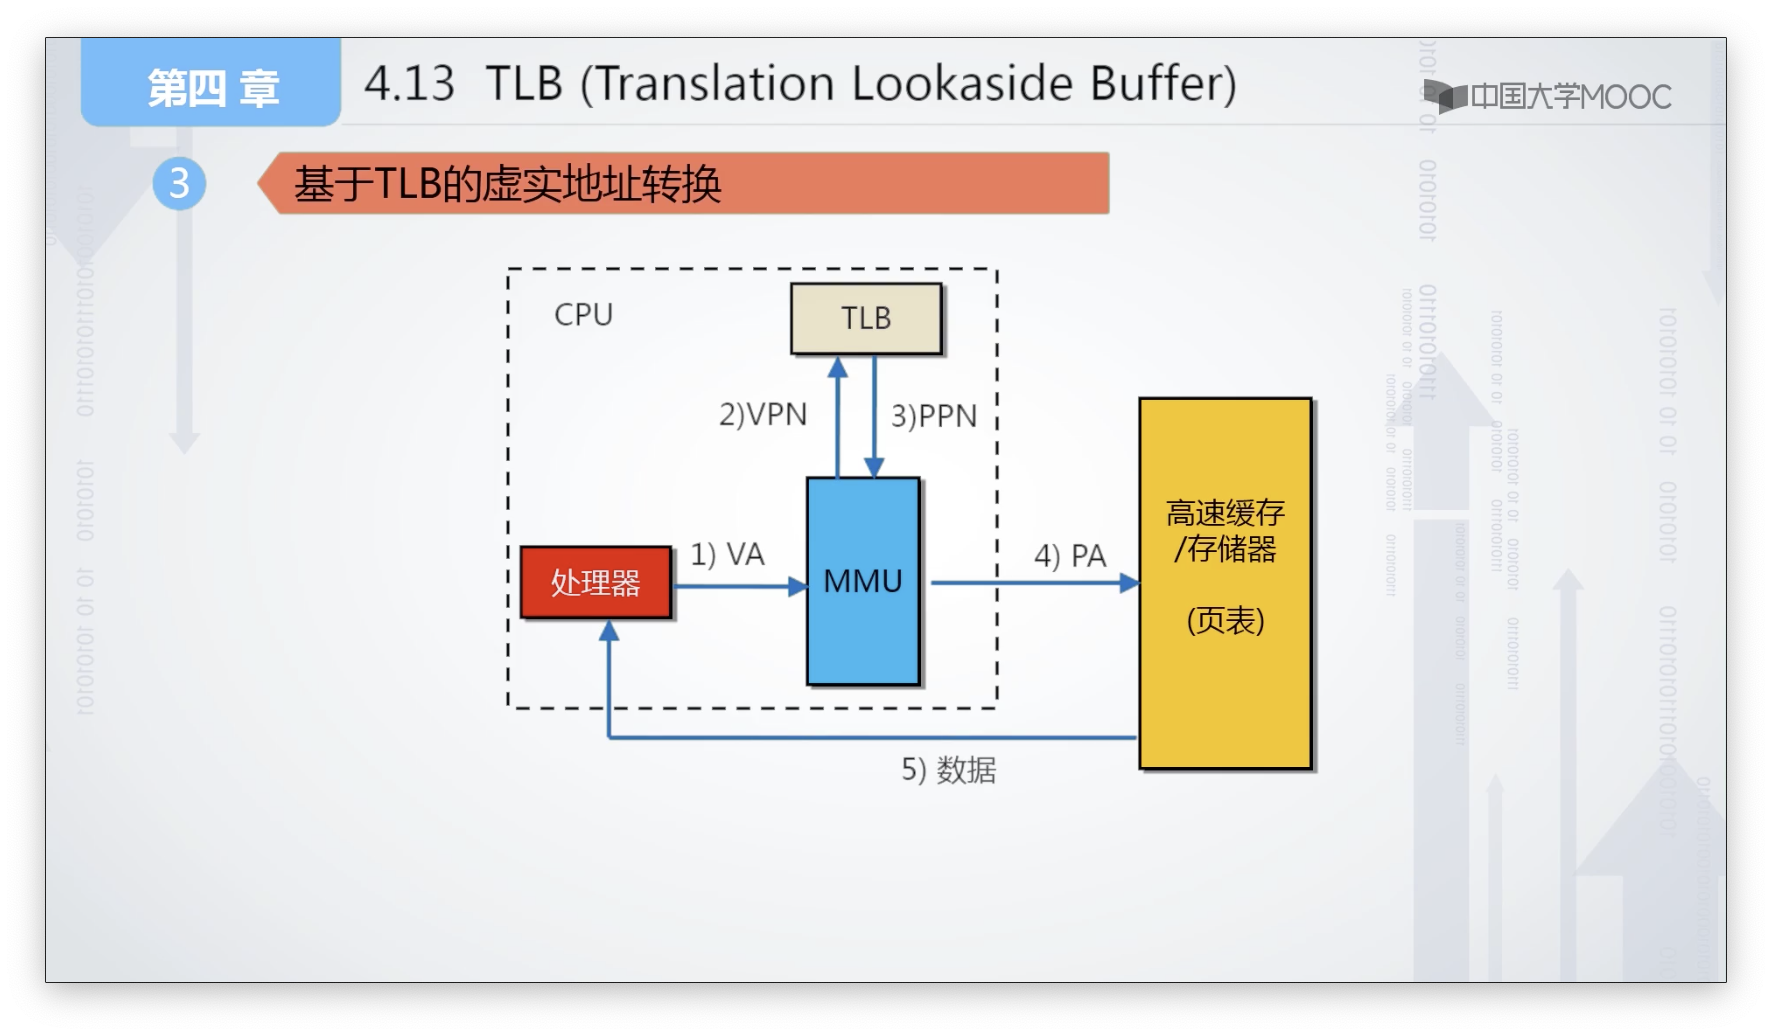 第四 章
4.13 TLB (Translation Lookaside Buffer)
中国大学MOOC
3
基于TLB的虚实地址转换
CPU
TLB
2)VPN
3)PPN
处理器
1) VA
MMU
4) PA
高速缓存
/存储器
(页表)
5) 数据